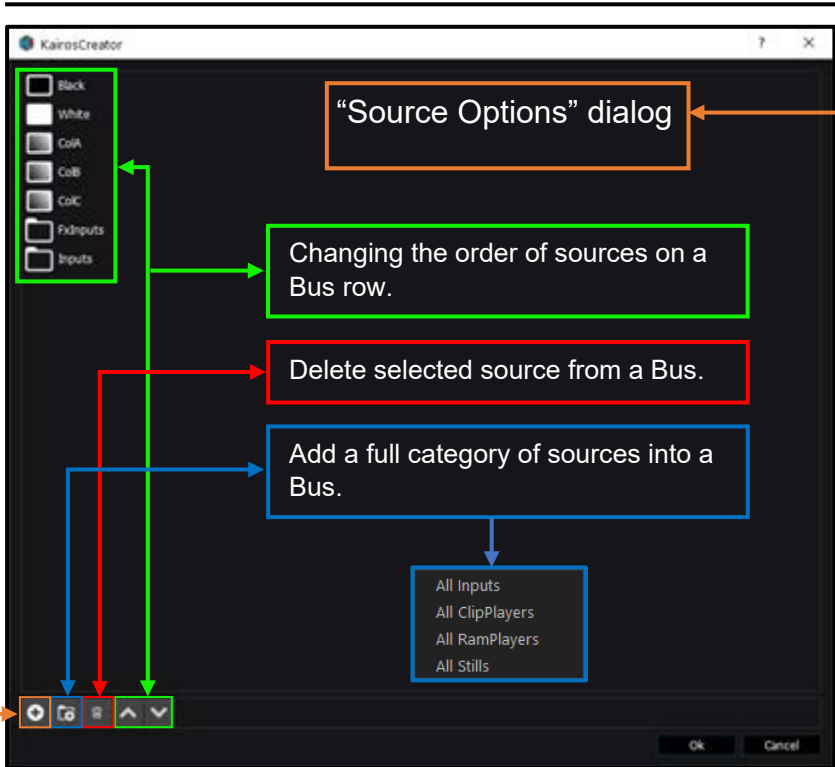 KairosCreator
?
Black
White
ColA
ColB
ColC
FxInputs
Inputs
“Source Options” dialog
Changing the order of sources on a
Bus row.
Delete selected source from a Bus.
Add a full category of sources into a
Bus.
All Inputs
All ClipPlayers
All RamPlayers
All Stills
Ok
Cancel